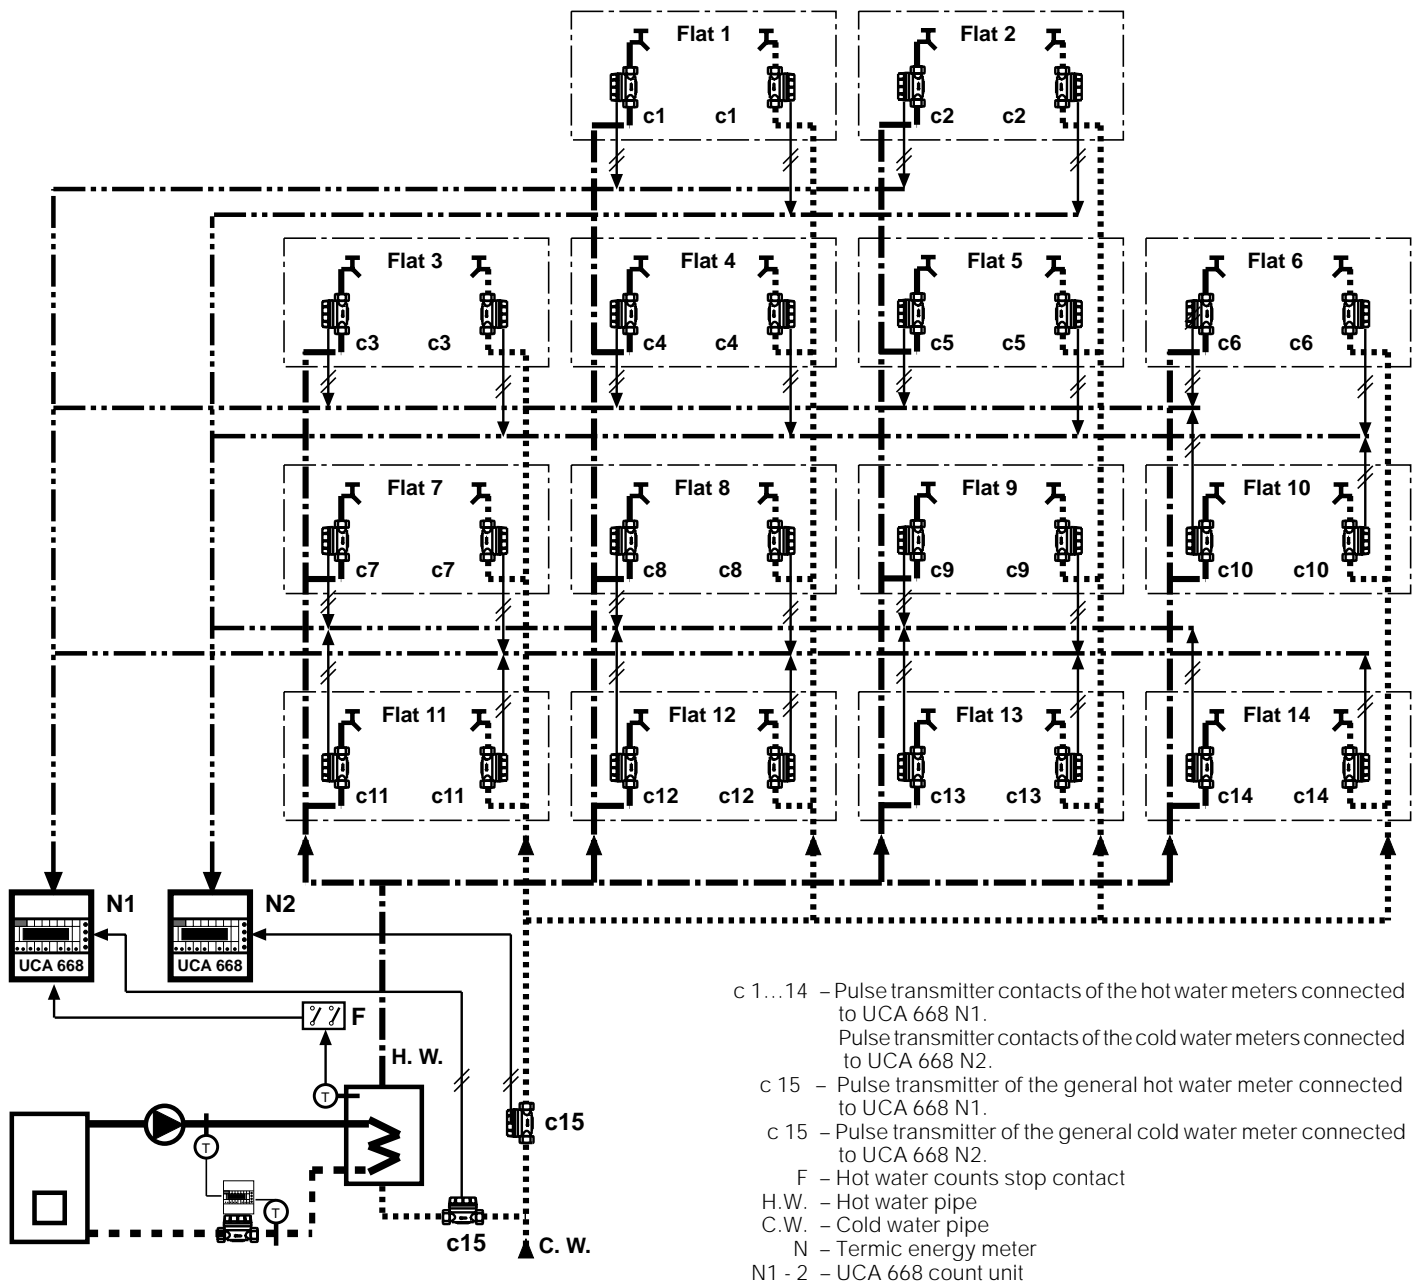 Flat 1
Flat 2
c1 c1
c2 c2
Flat 3
Flat 4
Flat 5
Flat 6
c3 c3
c4 c4
c5 c5
c6 c6
Flat 7
Flat 8
Flat 9
Flat 10
c7 c7
c8 c8
c9 c9
c10 c10
Flat 11
Flat 12
Flat 13
Flat 14
c11 c11
c12 c12
c13 c13
c14 c14
N1
N2
UCA 668
UCA 668
F
H. W.
T
c15
T
T
c15
C. W.
c 1...14 – Pulse transmitter contacts of the hot water meters connected
to UCA 668 N1.
Pulse transmitter contacts of the cold water meters connected
to UCA 668 N2.
c 15 – Pulse transmitter of the general hot water meter connected
to UCA 668 N1.
c 15 – Pulse transmitter of the general cold water meter connected
to UCA 668 N2.
F – Hot water counts stop contact
H.W. – Hot water pipe
C.W. – Cold water pipe
N – Termic energy meter
N1 - 2 – UCA 668 count unit